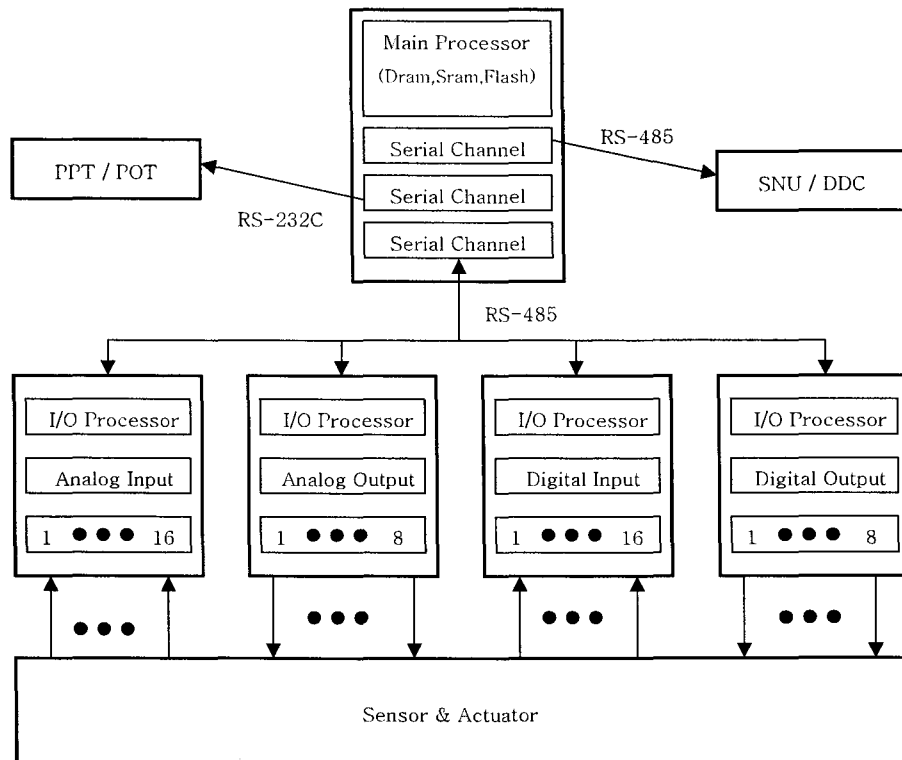 Main Processor
(Dram,Sram,Flash)
Serial Channel
Serial Channel
Serial Channel
RS-485
PPT / POT
SNU / DDC
RS-232C
RS-485
I/O Processor
Analog Input
1 ●●● 16
I/O Processor
Analog Output
1 ●●● 8
I/O Processor
Digital Input
1 ●●● 16
I/O Processor
Digital Output
1 ●●● 8
●●●
●●●
●●●
●●●
Sensor & Actuator